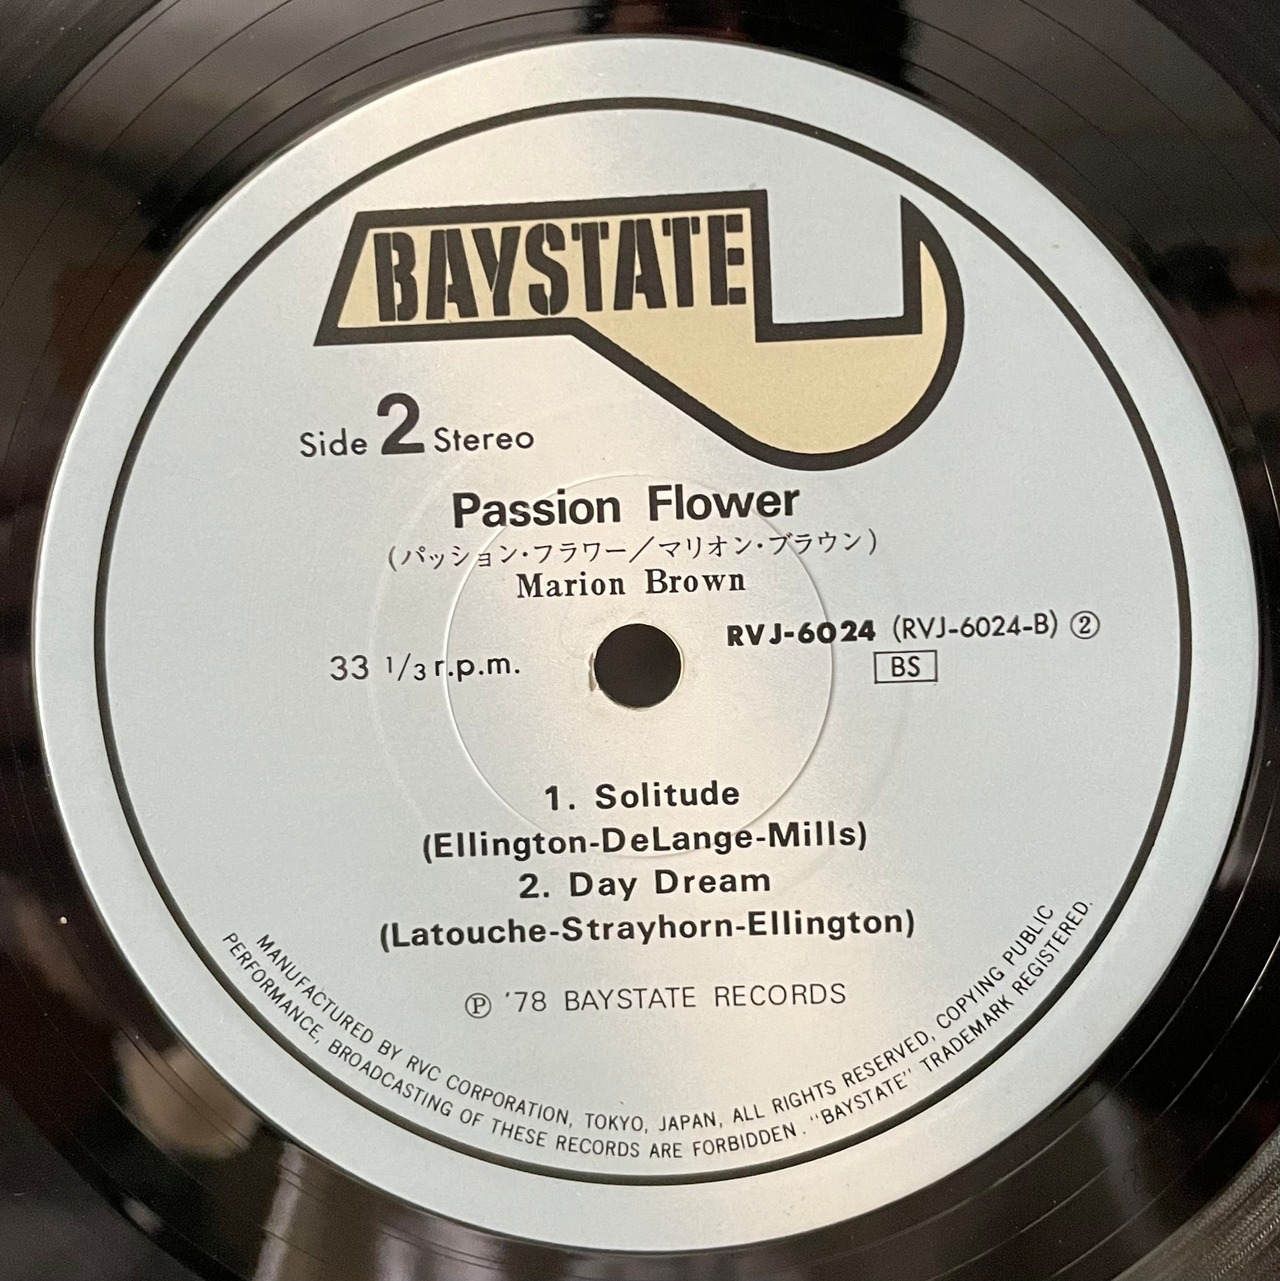 BAYSTATE
Side 2 Stereo
Passion Flower
(パッション・フラワー／マリオン・ブラウン)
Marion Brown
RVJ-6024 (RVJ-6024-B) ②
33 1/3 r.p.m.
BS
1. Solitude
(Ellington-DeLange-Mills)
2. Day Dream
(Latouche-Strayhorn-Ellington)
℗ '78 BAYSTATE RECORDS
MANUFACTURED BY RVC CORPORATION, TOKYO, JAPAN, ALL RIGHTS RESERVED, COPYING PUBLIC
PERFORMANCE, BROADCASTING OF THESE RECORDS ARE FORBIDDEN. "BAYSTATE" TRADEMARK REGISTERED.